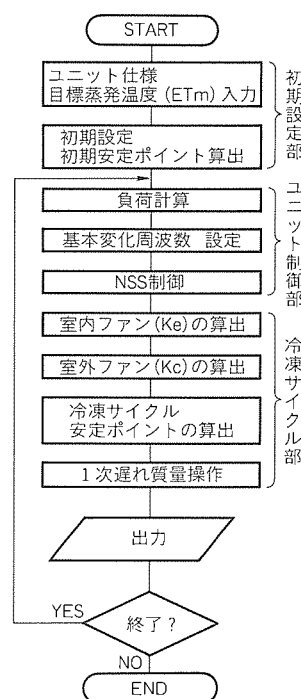 START
ユニット仕様
目標蒸発温度(ETm)入力
初期設定
初期安定ポイント算出
初期設定部
負荷計算
基本変化周波数 設定
NSS制御
ユニット制御部
室内ファン(Ke)の算出
室外ファン(Kc)の算出
冷凍サイクル
安定ポイントの算出
1次遅れ質量操作
冷凍サイクル部
出力
YES
終了?
NO
END